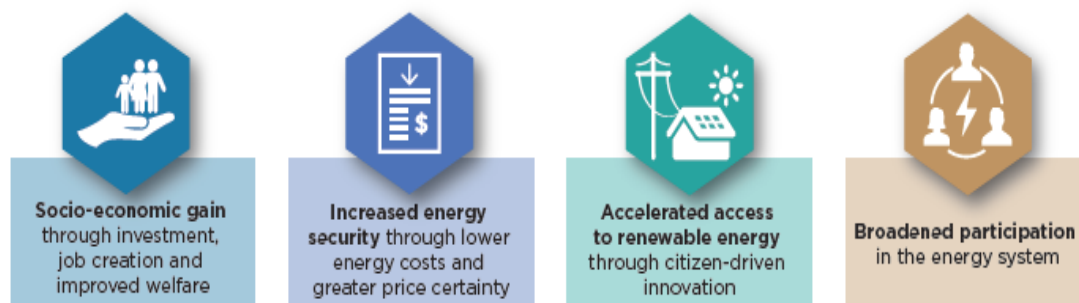 $
Socio-economic gain
through investment,
job creation and
improved welfare
Increased energy
security through lower
energy costs and
greater price certainty
Accelerated access
to renewable energy
through citizen-driven
innovation
Broadened participation
in the energy system